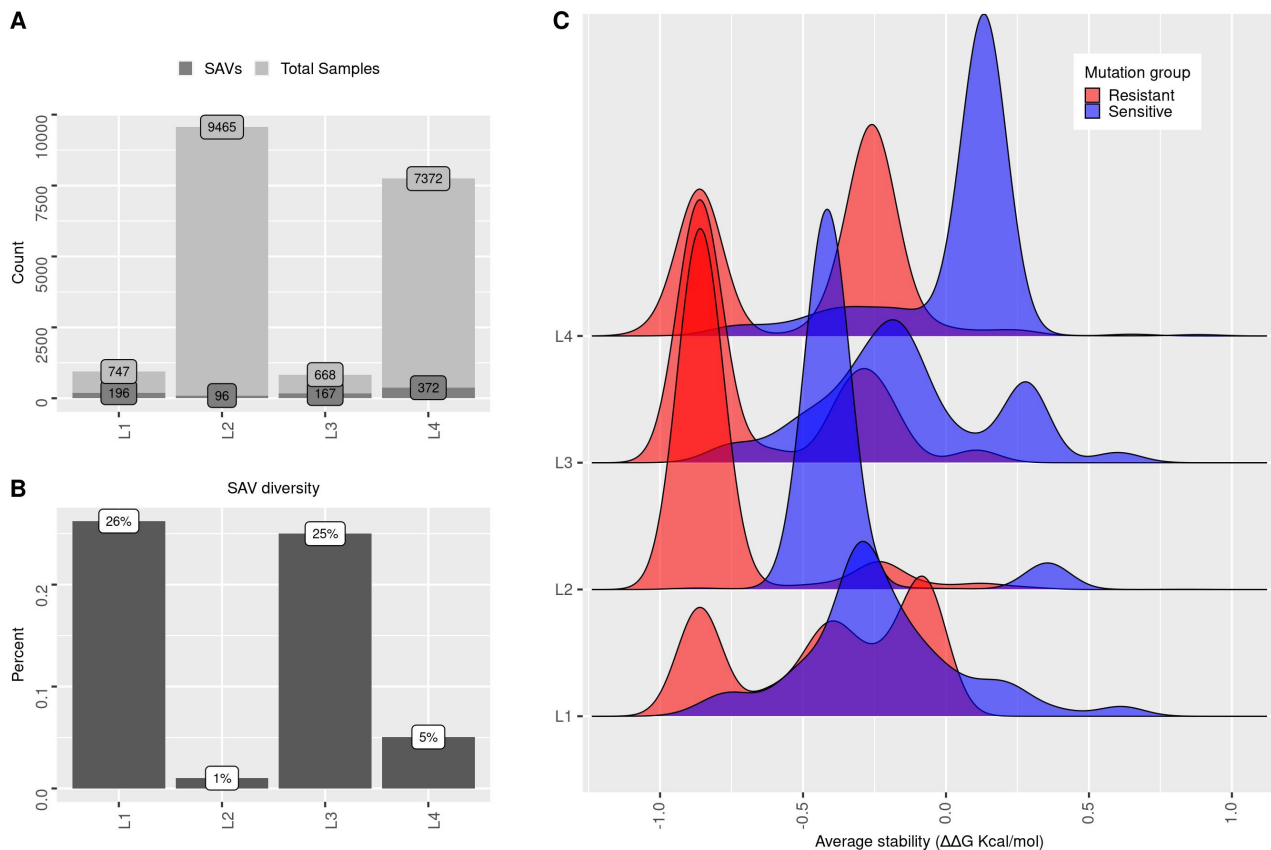 A
SAVs Total Samples
Count
10000
7500
5000
2500
0
9465
7372
747
668
196
96
167
372
L1 L2 L3 L4
B
SAV diversity
Percent
0.2
0.1
0.0
26%
1%
25%
5%
L1 L2 L3 L4
C
Mutation group
Resistant
Sensitive
L4
L3
L2
L1
-1.0 -0.5 0.0 0.5 1.0
Average stability (ΔΔG Kcal/mol)